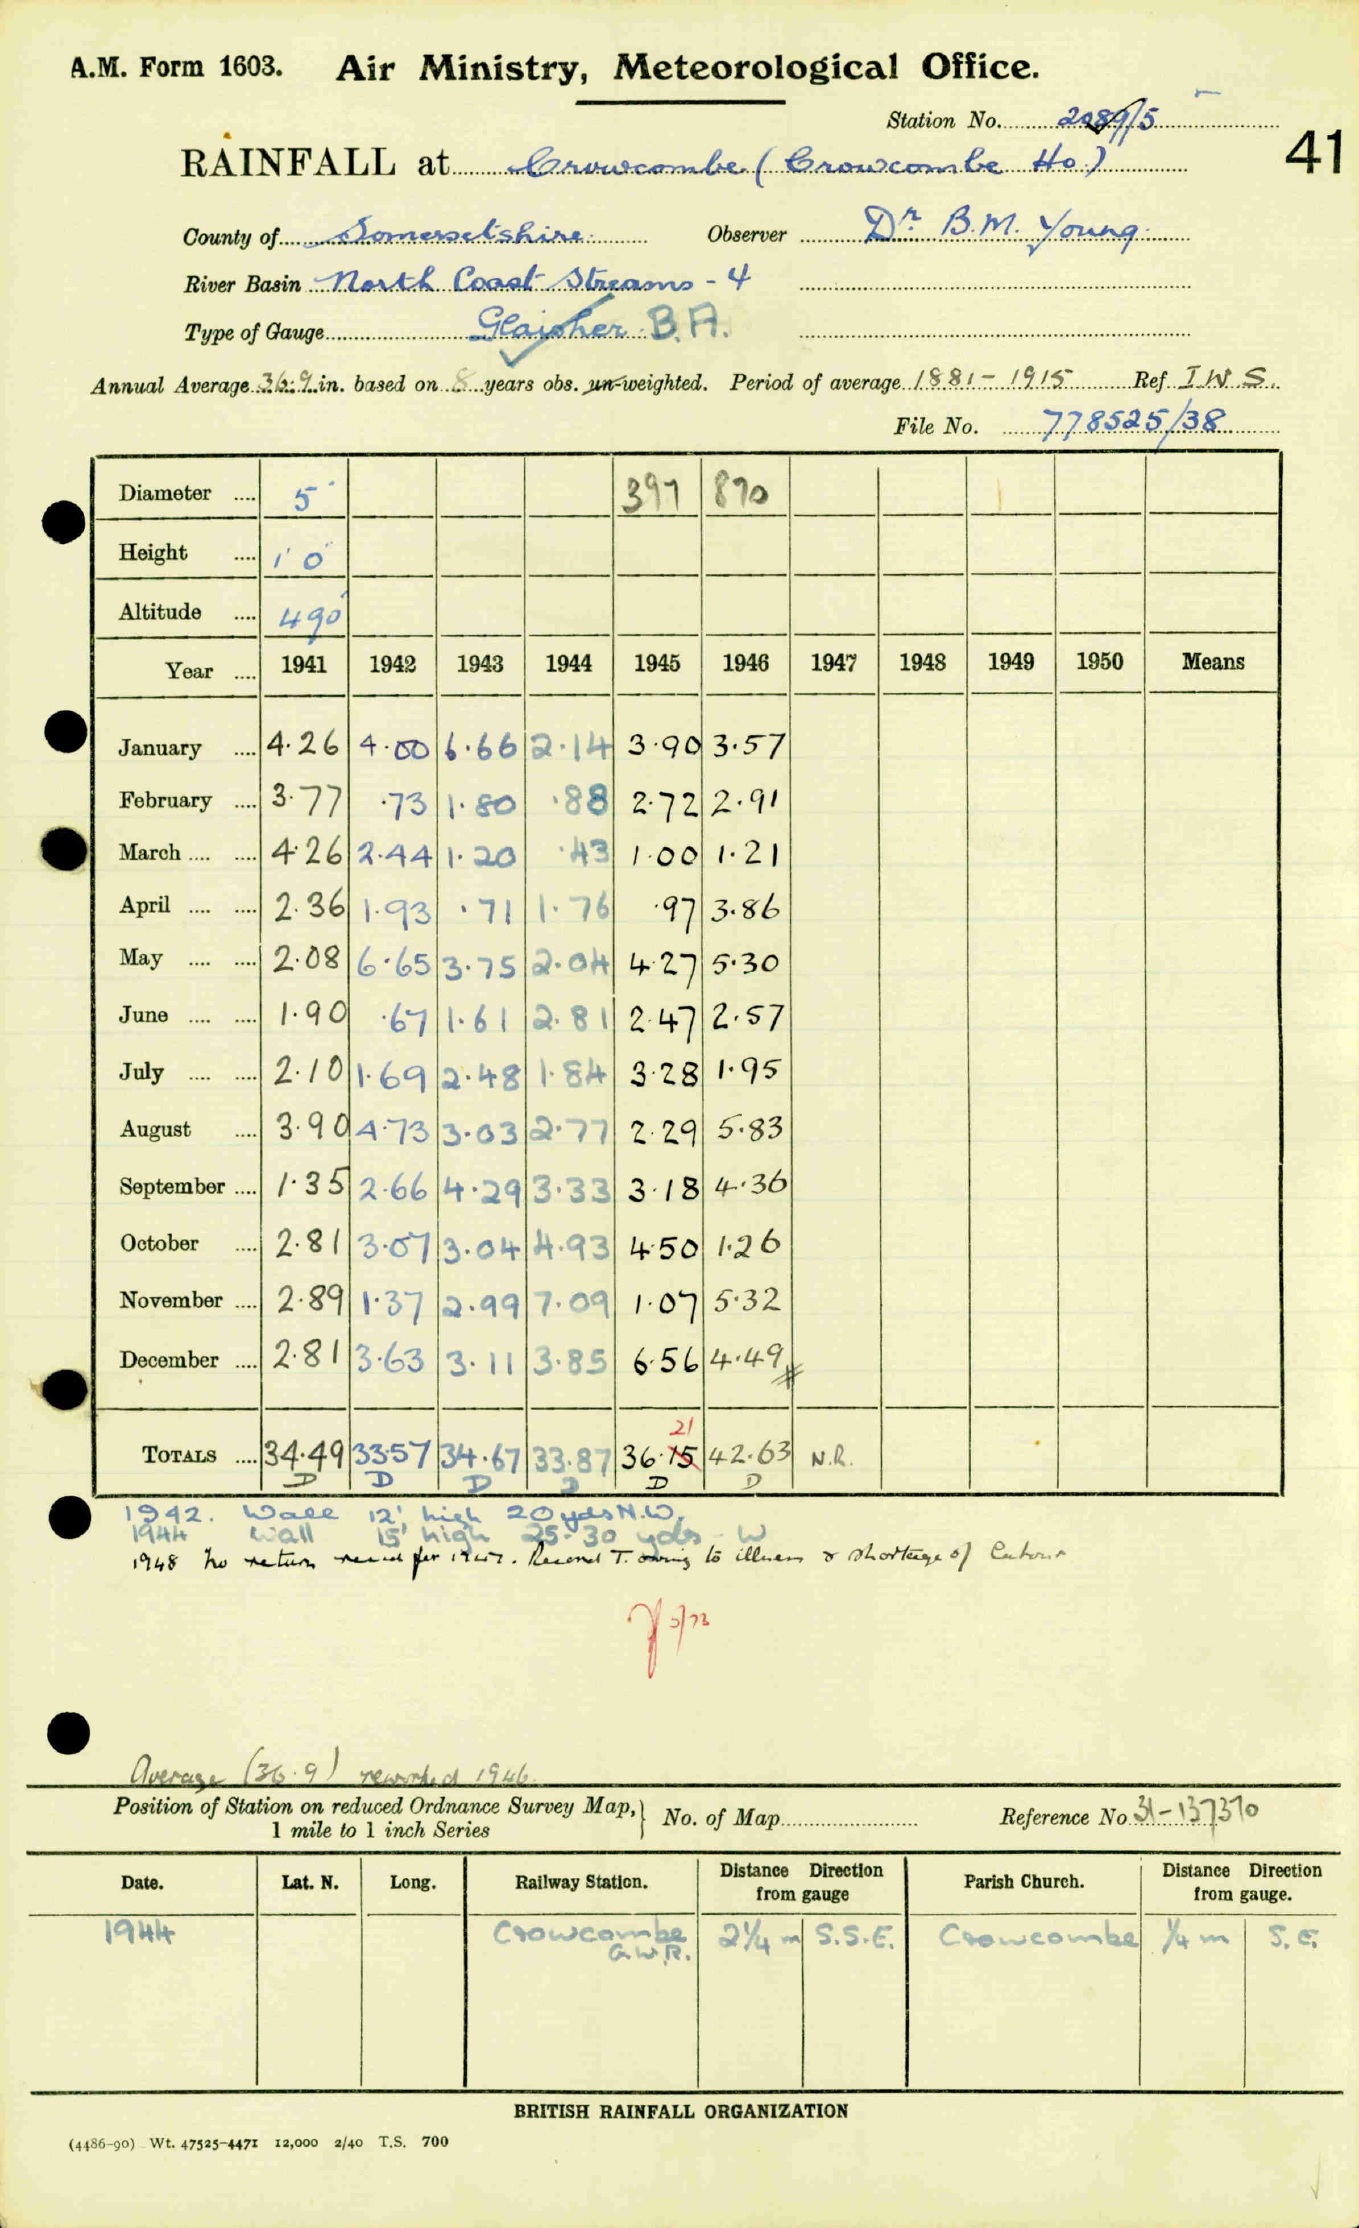 A.M. Form 1603. Air Ministry, Meteorological Office.
Station No. 2089/5
41
RAINFALL at Crowcombe (Crowcombe Ho.)
County of Somersetshire Observer Dr. B.M. Young.
River Basin North Coast Streams - 4
Type of Gauge Glaisher B.A.
Annual Average 36.9 in. based on 8 years obs. un-weighted. Period of average 1881-1915 Ref I W S.
File No. 778525/38
Diameter .... 5" 397 870
Height .... 1' 0"
Altitude .... 490'
Year .... 1941 1942 1943 1944 1945 1946 1947 1948 1949 1950 Means
January .... 4.26 4.00 6.66 2.14 3.90 3.57
February .... 3.77 .73 1.80 .88 2.72 2.91
March .... .... 4.26 2.44 1.20 .43 1.00 1.21
April .... .... 2.36 1.93 .71 1.76 .97 3.86
May .... .... 2.08 6.65 3.75 2.04 4.27 5.30
June .... .... 1.90 .67 1.61 2.81 2.47 2.57
July .... .... 2.10 1.69 2.48 1.84 3.28 1.95
August .... 3.90 4.73 3.03 2.77 2.29 5.83
September .... 1.35 2.66 4.29 3.33 3.18 4.36
October .... 2.81 3.07 3.04 4.93 4.50 1.26
November .... 2.89 1.37 2.99 7.09 1.07 5.32
December .... 2.81 3.63 3.11 3.85 6.56 4.49
21
TOTALS .... 34.49 33.57 34.67 33.87 36.15 42.63 N.R.
D D D D D D
1942. Wall 12' high 20 yds N.W.
1944 Wall 15' high 25-30 yds - W
1948 No return recd for 1947. Record T. owing to illness & shortage of labour
3/73
Average (36.9) reworked 1946.
Position of Station on reduced Ordnance Survey Map, 1 mile to 1 inch Series } No. of Map Reference No 31-137370
Date. Lat. N. Long. Railway Station. Distance Direction from gauge Parish Church. Distance Direction from gauge.
1944 Crowcombe G.W.R. 2¼ m S.S.E. Crowcombe ¼ m S.E.
BRITISH RAINFALL ORGANIZATION
(4486-90) Wt. 47525-4471 12,000 2/40 T.S. 700